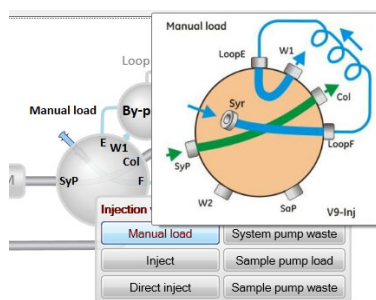 Manual load
LoopE
W1
Loop
Manual load
By-p
Syr
Col
E
W1
Col
LoopF
SyP
SyP
F
W2
SaP
V9-Inj
Injection
Manual load
System pump waste
Inject
Sample pump load
Direct inject
Sample pump waste